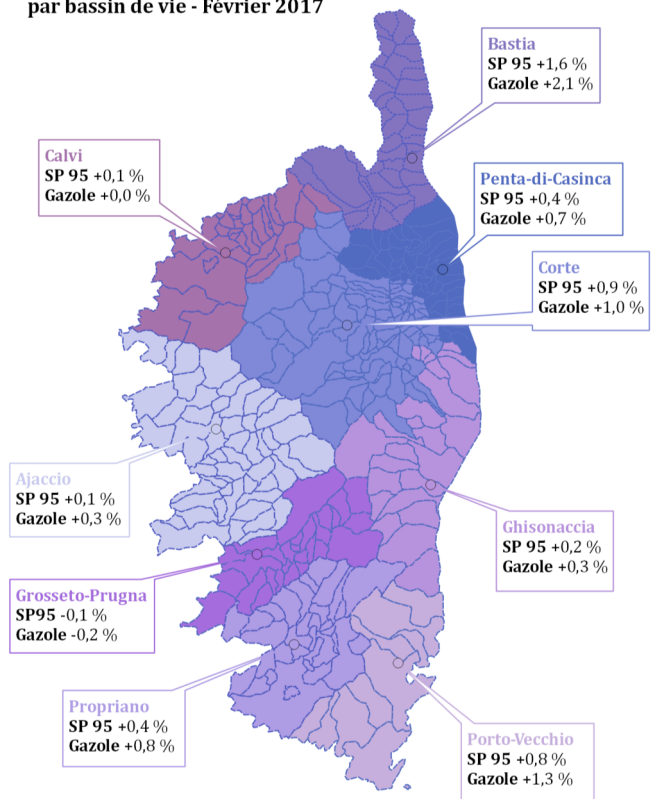 par bassin de vie - Février 2017
Bastia
SP 95 +1,6 %
Gazole +2,1 %
Calvi
SP 95 +0,1 %
Gazole +0,0 %
Penta-di-Casinca
SP 95 +0,4 %
Gazole +0,7 %
Corte
SP 95 +0,9 %
Gazole +1,0 %
Ajaccio
SP 95 +0,1 %
Gazole +0,3 %
Ghisonaccia
SP 95 +0,2 %
Gazole +0,3 %
Grosseto-Prugna
SP95 -0,1 %
Gazole -0,2 %
Propriano
SP 95 +0,4 %
Gazole +0,8 %
Porto-Vecchio
SP 95 +0,8 %
Gazole +1,3 %